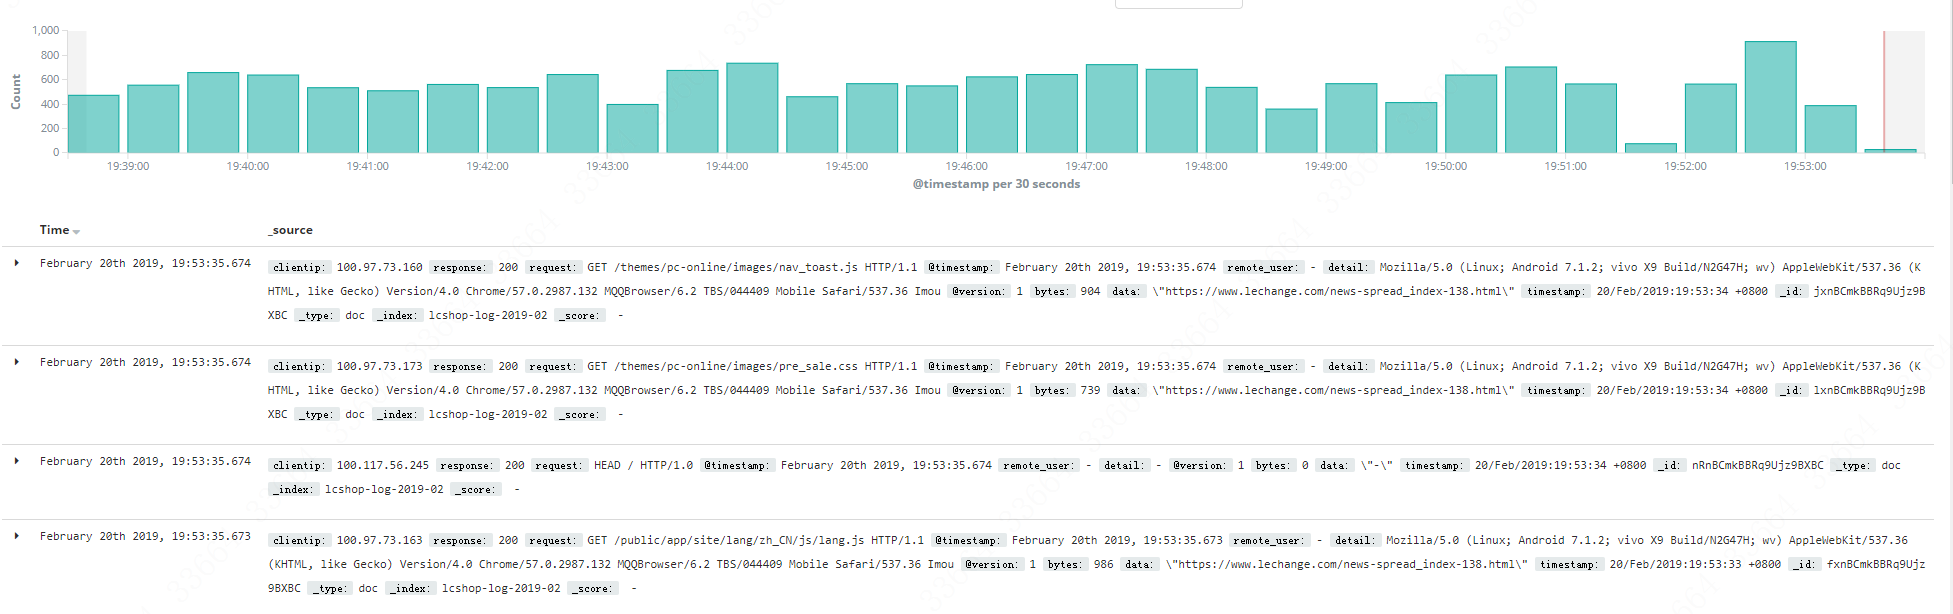 1,000
800
600
400
200
0
Count
19:39:00 19:40:00 19:41:00 19:42:00 19:43:00 19:44:00 19:45:00 19:46:00 19:47:00 19:48:00 19:49:00 19:50:00 19:51:00 19:52:00 19:53:00
@timestamp per 30 seconds
Time _source
February 20th 2019, 19:53:35.674 clientip: 100.97.73.160 response: 200 request: GET /themes/pc-online/images/nav_toast.js HTTP/1.1 @timestamp: February 20th 2019, 19:53:35.674 remote_user: - detail: Mozilla/5.0 (Linux; Android 7.1.2; vivo X9 Build/N2G47H; wv) AppleWebKit/537.36 (K
HTML, like Gecko) Version/4.0 Chrome/57.0.2987.132 MQQBrowser/6.2 TBS/044409 Mobile Safari/537.36 Imou @version: 1 bytes: 904 data: \"https://www.lechange.com/news-spread_index-138.html\" timestamp: 20/Feb/2019:19:53:34 +0800 _id: jxnBCmkBBRq9Ujz9B
XBC _type: doc _index: lcshop-log-2019-02 _score: -
February 20th 2019, 19:53:35.674 clientip: 100.97.73.173 response: 200 request: GET /themes/pc-online/images/pre_sale.css HTTP/1.1 @timestamp: February 20th 2019, 19:53:35.674 remote_user: - detail: Mozilla/5.0 (Linux; Android 7.1.2; vivo X9 Build/N2G47H; wv) AppleWebKit/537.36 (K
HTML, like Gecko) Version/4.0 Chrome/57.0.2987.132 MQQBrowser/6.2 TBS/044409 Mobile Safari/537.36 Imou @version: 1 bytes: 739 data: \"https://www.lechange.com/news-spread_index-138.html\" timestamp: 20/Feb/2019:19:53:34 +0800 _id: lxnBCmkBBRq9Ujz9B
XBC _type: doc _index: lcshop-log-2019-02 _score: -
February 20th 2019, 19:53:35.674 clientip: 100.117.56.245 response: 200 request: HEAD / HTTP/1.0 @timestamp: February 20th 2019, 19:53:35.674 remote_user: - detail: - @version: 1 bytes: 0 data: \"-\" timestamp: 20/Feb/2019:19:53:34 +0800 _id: nRnBCmkBBRq9Ujz9BXBC _type: doc
_index: lcshop-log-2019-02 _score: -
February 20th 2019, 19:53:35.673 clientip: 100.97.73.163 response: 200 request: GET /public/app/site/lang/zh_CN/js/lang.js HTTP/1.1 @timestamp: February 20th 2019, 19:53:35.673 remote_user: - detail: Mozilla/5.0 (Linux; Android 7.1.2; vivo X9 Build/N2G47H; wv) AppleWebKit/537.36
(KHTML, like Gecko) Version/4.0 Chrome/57.0.2987.132 MQQBrowser/6.2 TBS/044409 Mobile Safari/537.36 Imou @version: 1 bytes: 986 data: \"https://www.lechange.com/news-spread_index-138.html\" timestamp: 20/Feb/2019:19:53:33 +0800 _id: fxnBCmkBBRq9Ujz
9BXBC _type: doc _index: lcshop-log-2019-02 _score: -